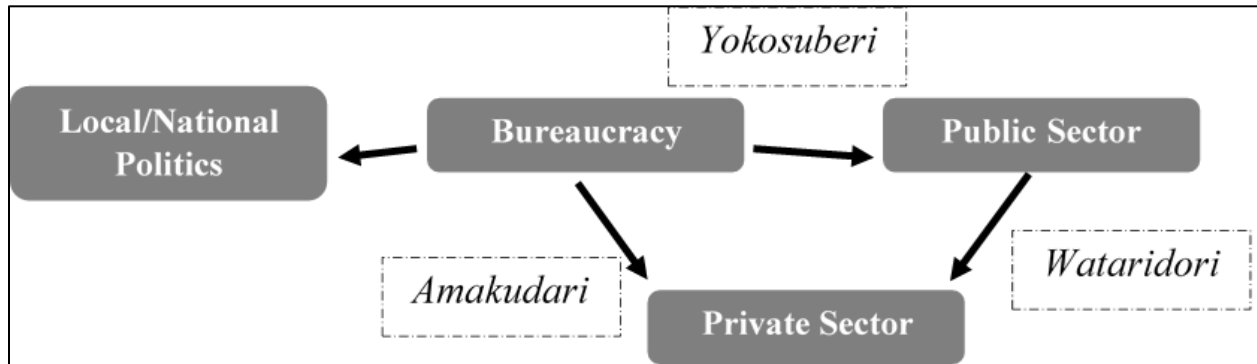 Yokosuberi
Local/National
Politics
Bureaucracy
Public Sector
Amakudari
Wataridori
Private Sector